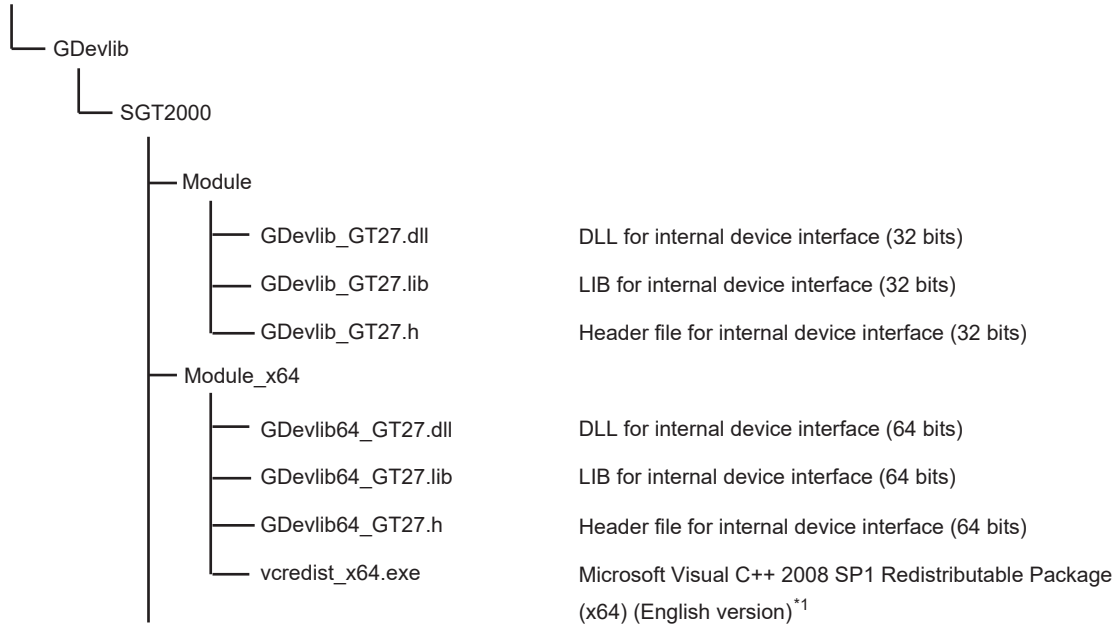 GDevlib
SGT2000
Module
GDevlib_GT27.dll DLL for internal device interface (32 bits)
GDevlib_GT27.lib LIB for internal device interface (32 bits)
GDevlib_GT27.h Header file for internal device interface (32 bits)
Module_x64
GDevlib64_GT27.dll DLL for internal device interface (64 bits)
GDevlib64_GT27.lib LIB for internal device interface (64 bits)
GDevlib64_GT27.h Header file for internal device interface (64 bits)
vcredist_x64.exe Microsoft Visual C++ 2008 SP1 Redistributable Package
(x64) (English version)*1